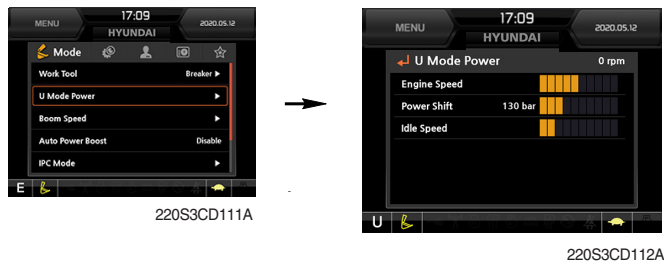 MENU 17:09 2020.05.12
HYUNDAI
Mode
Work Tool Breaker ▶
U Mode Power ▶
Boom Speed ▶
Auto Power Boost Disable
IPC Mode ▶
E
220S3CD111A
MENU 17:09 2020.05.12
HYUNDAI
U Mode Power 0 rpm
Engine Speed
Power Shift 130 bar
Idle Speed
U
220S3CD112A